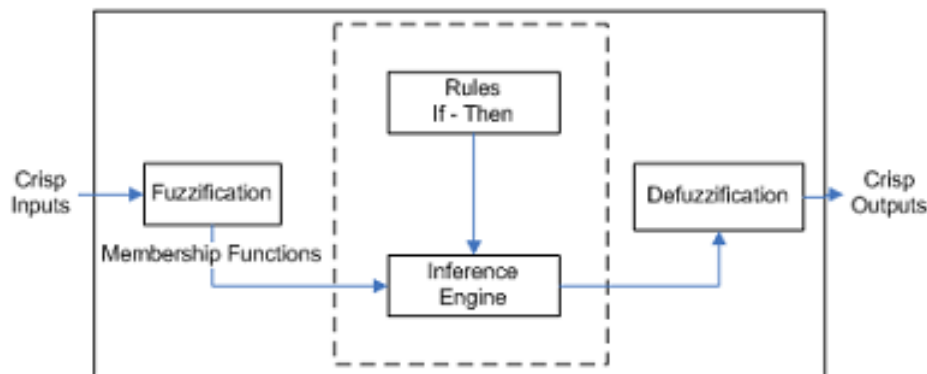 Rules
If - Then
Crisp
Inputs
Fuzzification
Defuzzification
Crisp
Outputs
Membership Functions
Inference
Engine